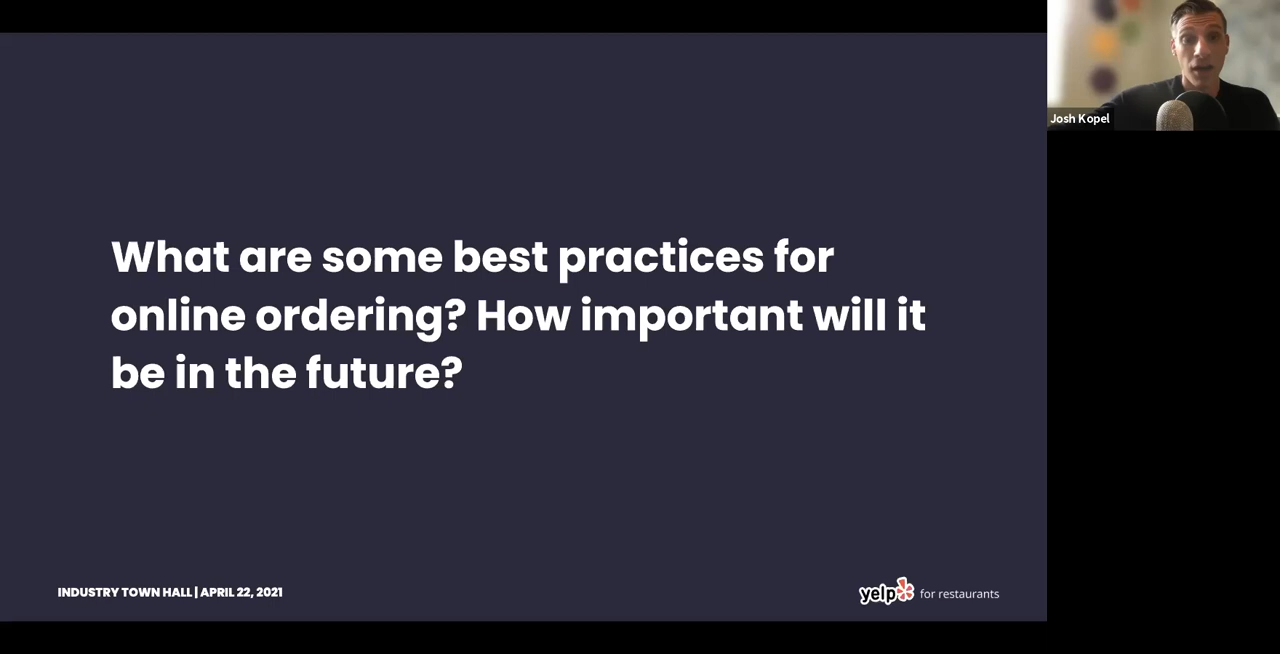 Josh Kopel
What are some best practices for
online ordering? How important will it
be in the future?
INDUSTRY TOWN HALL | APRIL 22, 2021
yelp for restaurants